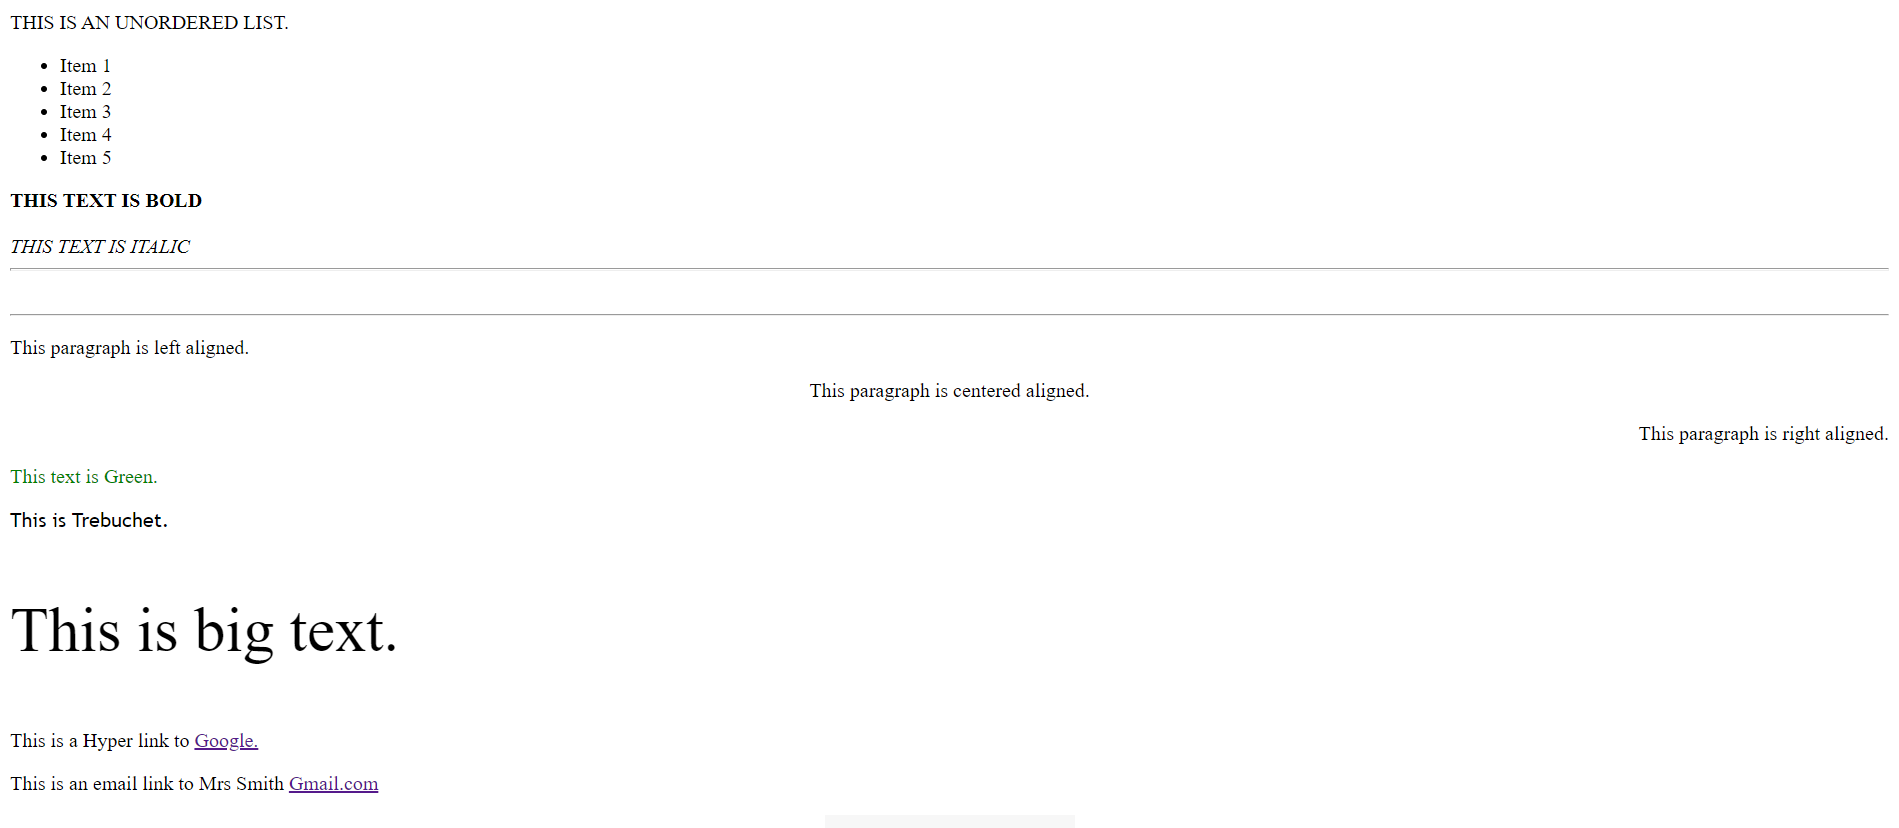 THIS IS AN UNORDERED LIST.
• Item 1
• Item 2
• Item 3
• Item 4
• Item 5
THIS TEXT IS BOLD
THIS TEXT IS ITALIC
This paragraph is left aligned.
This paragraph is centered aligned.
This paragraph is right aligned.
This text is Green.
This is Trebuchet.
This is big text.
This is a Hyper link to Google.
This is an email link to Mrs Smith Gmail.com